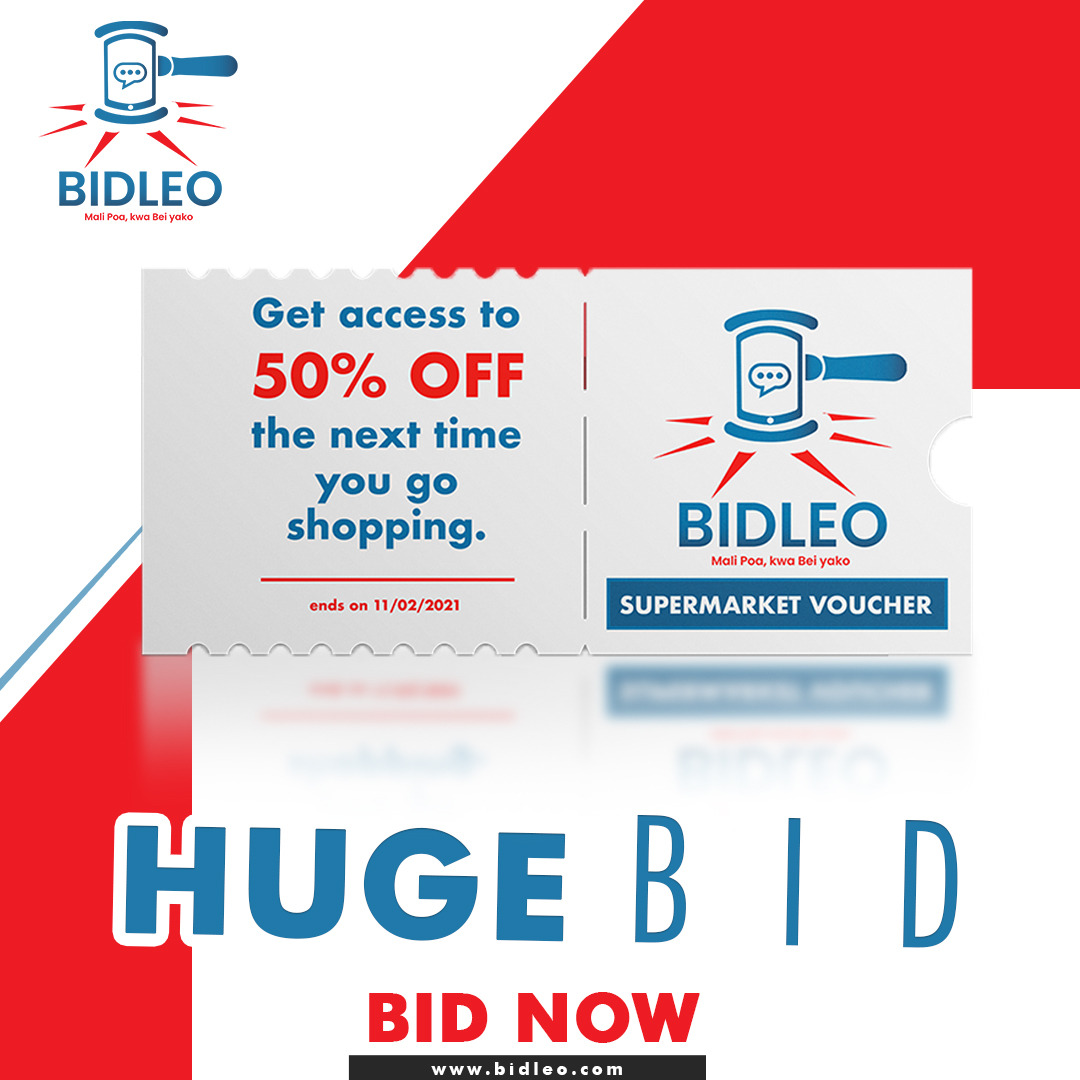 BIDLEO
Mali Poa, kwa Bei yako
Get access to
50% OFF
the next time
you go
shopping.
ends on 11/02/2021
BIDLEO
Mali Poa, kwa Bei yako
SUPERMARKET VOUCHER
HUGE BID
BID NOW
www.bidleo.com